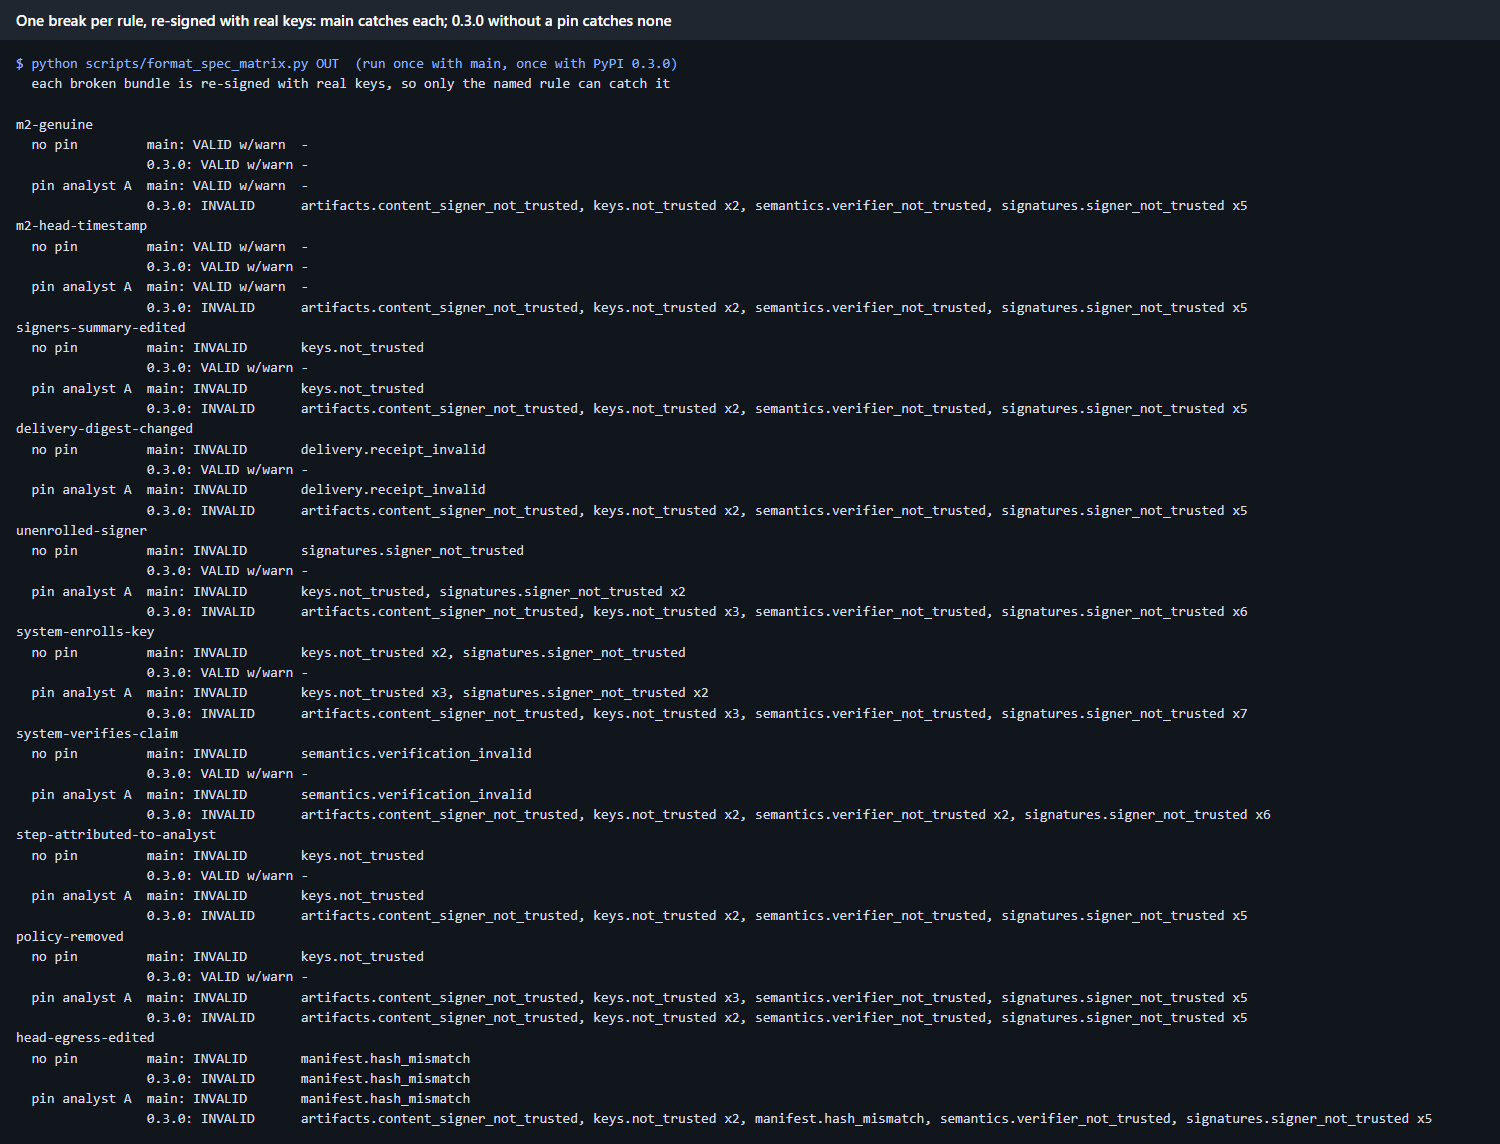 One break per rule, re-signed with real keys: main catches each; 0.3.0 without a pin catches none
$ python scripts/format_spec_matrix.py OUT  (run once with main, once with PyPI 0.3.0)
  each broken bundle is re-signed with real keys, so only the named rule can catch it
m2-genuine
  no pin         main: VALID w/warn  -
                 0.3.0: VALID w/warn -
  pin analyst A  main: VALID w/warn  -
                 0.3.0: INVALID      artifacts.content_signer_not_trusted, keys.not_trusted x2, semantics.verifier_not_trusted, signatures.signer_not_trusted x5
m2-head-timestamp
  no pin         main: VALID w/warn  -
                 0.3.0: VALID w/warn -
  pin analyst A  main: VALID w/warn  -
                 0.3.0: INVALID      artifacts.content_signer_not_trusted, keys.not_trusted x2, semantics.verifier_not_trusted, signatures.signer_not_trusted x5
signers-summary-edited
  no pin         main: INVALID       keys.not_trusted
                 0.3.0: VALID w/warn -
  pin analyst A  main: INVALID       keys.not_trusted
                 0.3.0: INVALID      artifacts.content_signer_not_trusted, keys.not_trusted x2, semantics.verifier_not_trusted, signatures.signer_not_trusted x5
delivery-digest-changed
  no pin         main: INVALID       delivery.receipt_invalid
                 0.3.0: VALID w/warn -
  pin analyst A  main: INVALID       delivery.receipt_invalid
                 0.3.0: INVALID      artifacts.content_signer_not_trusted, keys.not_trusted x2, semantics.verifier_not_trusted, signatures.signer_not_trusted x5
unenrolled-signer
  no pin         main: INVALID       signatures.signer_not_trusted
                 0.3.0: VALID w/warn -
  pin analyst A  main: INVALID       keys.not_trusted, signatures.signer_not_trusted x2
                 0.3.0: INVALID      artifacts.content_signer_not_trusted, keys.not_trusted x3, semantics.verifier_not_trusted, signatures.signer_not_trusted x6
system-enrolls-key
  no pin         main: INVALID       keys.not_trusted x2, signatures.signer_not_trusted
                 0.3.0: VALID w/warn -
  pin analyst A  main: INVALID       keys.not_trusted x3, signatures.signer_not_trusted x2
                 0.3.0: INVALID      artifacts.content_signer_not_trusted, keys.not_trusted x3, semantics.verifier_not_trusted, signatures.signer_not_trusted x7
system-verifies-claim
  no pin         main: INVALID       semantics.verification_invalid
                 0.3.0: VALID w/warn -
  pin analyst A  main: INVALID       semantics.verification_invalid
                 0.3.0: INVALID      artifacts.content_signer_not_trusted, keys.not_trusted x2, semantics.verifier_not_trusted x2, signatures.signer_not_trusted x6
step-attributed-to-analyst
  no pin         main: INVALID       keys.not_trusted
                 0.3.0: VALID w/warn -
  pin analyst A  main: INVALID       keys.not_trusted
                 0.3.0: INVALID      artifacts.content_signer_not_trusted, keys.not_trusted x2, semantics.verifier_not_trusted, signatures.signer_not_trusted x5
policy-removed
  no pin         main: INVALID       keys.not_trusted
                 0.3.0: VALID w/warn -
  pin analyst A  main: INVALID       artifacts.content_signer_not_trusted, keys.not_trusted x3, semantics.verifier_not_trusted, signatures.signer_not_trusted x5
                 0.3.0: INVALID      artifacts.content_signer_not_trusted, keys.not_trusted x2, semantics.verifier_not_trusted, signatures.signer_not_trusted x5
head-egress-edited
  no pin         main: INVALID       manifest.hash_mismatch
                 0.3.0: INVALID      manifest.hash_mismatch
  pin analyst A  main: INVALID       manifest.hash_mismatch
                 0.3.0: INVALID      artifacts.content_signer_not_trusted, keys.not_trusted x2, manifest.hash_mismatch, semantics.verifier_not_trusted, signatures.signer_not_trusted x5